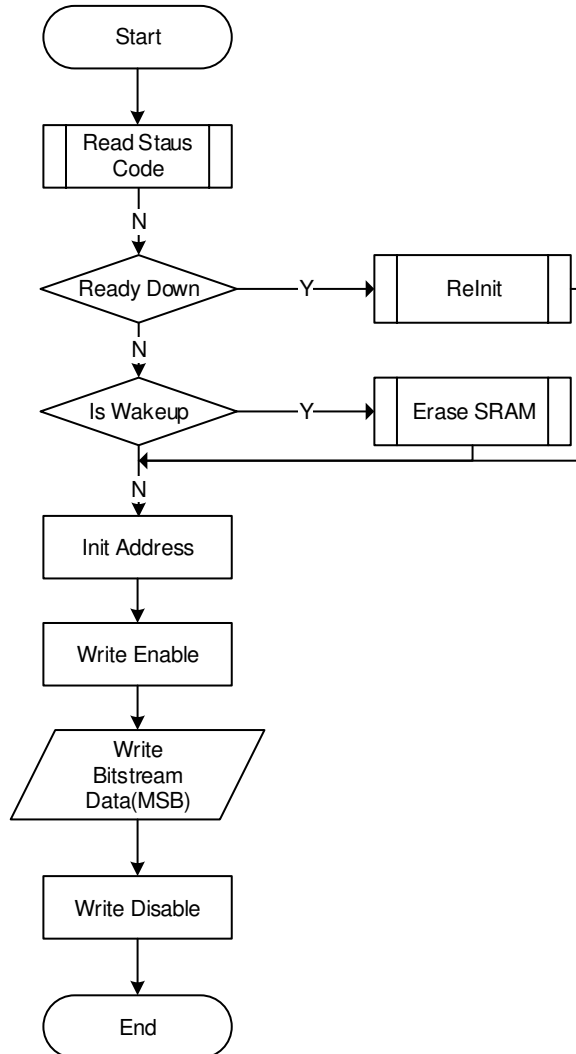 Start
Read Staus
Code
N
Ready Down
Y
ReInit
N
Is Wakeup
Y
Erase SRAM
N
Init Address
Write Enable
Write
Bitstream
Data(MSB)
Write Disable
End